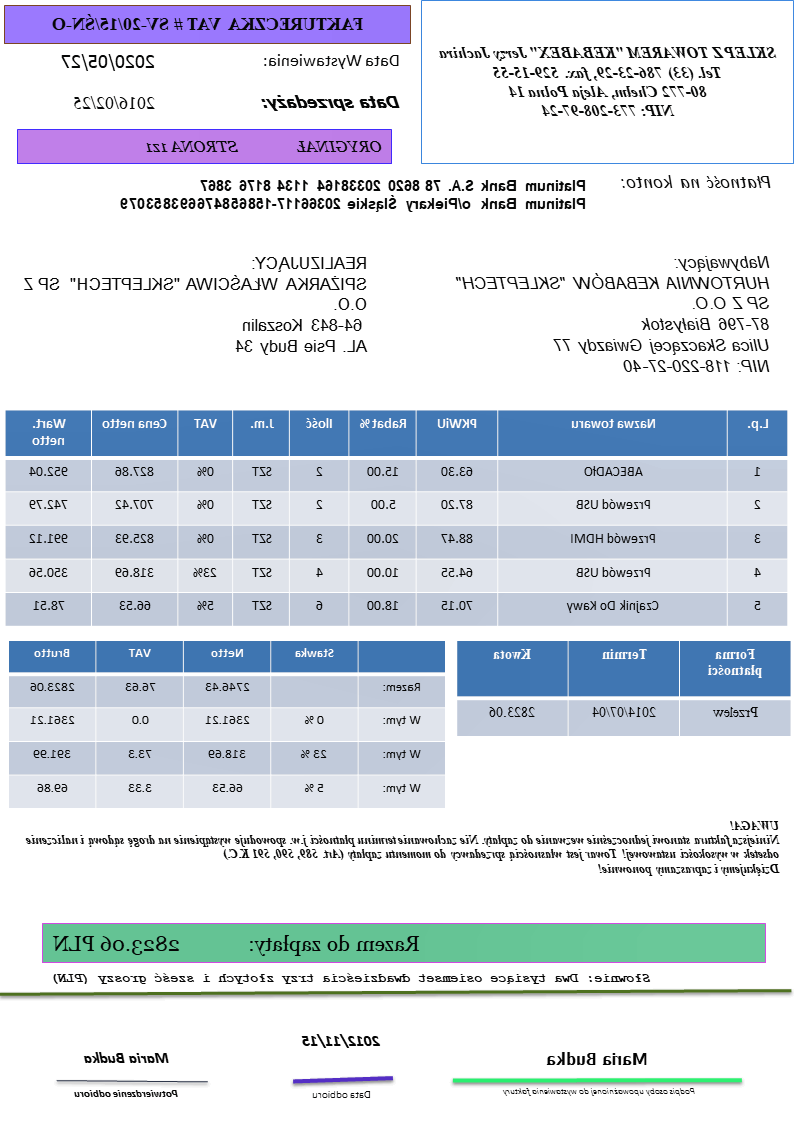 SKLEP Z TOWAREM "KEBABEX" Jerzy Jachira
Tel. (33) 786-23-29, fax. 529-15-55
80-772 Chełm, Aleja Polna 14
NIP: 773-208-97-24
FAKTURECZKA VAT # SV-20/15/ŚN-O
Data Wystawienia: 2020/05/27
Data sprzedaży: 2016/02/25
ORYGINAŁ STRONA 1z1
Płatność na konto: Platinum Bank S.A. 78 8620 20338164 1134 8176 3867
Platinum Bank o/Piekary Śląskie 20366117-15865847669385307 9
Nabywający:
HURTOWNIA KEBABÓW "SKLEPTECH"
SP Z O.O.
87-796 Białystok
Ulica Skaczącej Gwiazdy 77
NIP: 118-220-27-40
REALIZUJĄCY:
SPIŻARKA WŁAŚCIWA "SKLEPTECH" SP Z
O.O.
64-843 Koszalin
AL. Psie Budy 34
L.p. Nazwa towaru PKWiU Rabat % Ilość J.m. VAT Cena netto Wart. netto
1 ABECADŁO 63.30 15.00 2 SZT 0% 827.86 952.04
2 Przewód USB 87.20 5.00 2 SZT 0% 707.42 742.79
3 Przewód HDMI 88.47 20.00 3 SZT 0% 825.93 991.12
4 Przewód USB 64.55 10.00 4 SZT 23% 318.69 350.56
5 Czajnik Do Kawy 70.15 18.00 6 SZT 5% 66.53 78.51
Forma płatności Termin Kwota
Przelew 2014/07/04 2823.06
Stawka Netto VAT Brutto
Razem: 2746.43 76.63 2823.06
W tym: 0 % 2361.21 0.0 2361.21
W tym: 23 % 318.69 73.3 391.99
W tym: 5 % 66.53 3.33 69.86
UWAGA!
Niniejsza faktura stanowi jednocześnie wezwanie do zapłaty. Nie zachowanie terminu płatności j.w. spowoduje wystąpienie na drogę sądową i naliczenie
odsetek w wysokości ustawowej! Towar jest własnością sprzedawcy do momentu zapłaty (Art. 589, 590, 591 K.C.)
Dziękujemy i zapraszamy ponownie!
Razem do zapłaty: 2823.06 PLN
Słownie: Dwa tysiące osiemset dwadzieścia trzy złotych i sześć groszy (PLN)
Maria Budka
Podpis osoby upoważnionej do wystawienia faktury
2012/11/15
Data odbioru
Maria Budka
Potwierdzenie odbioru